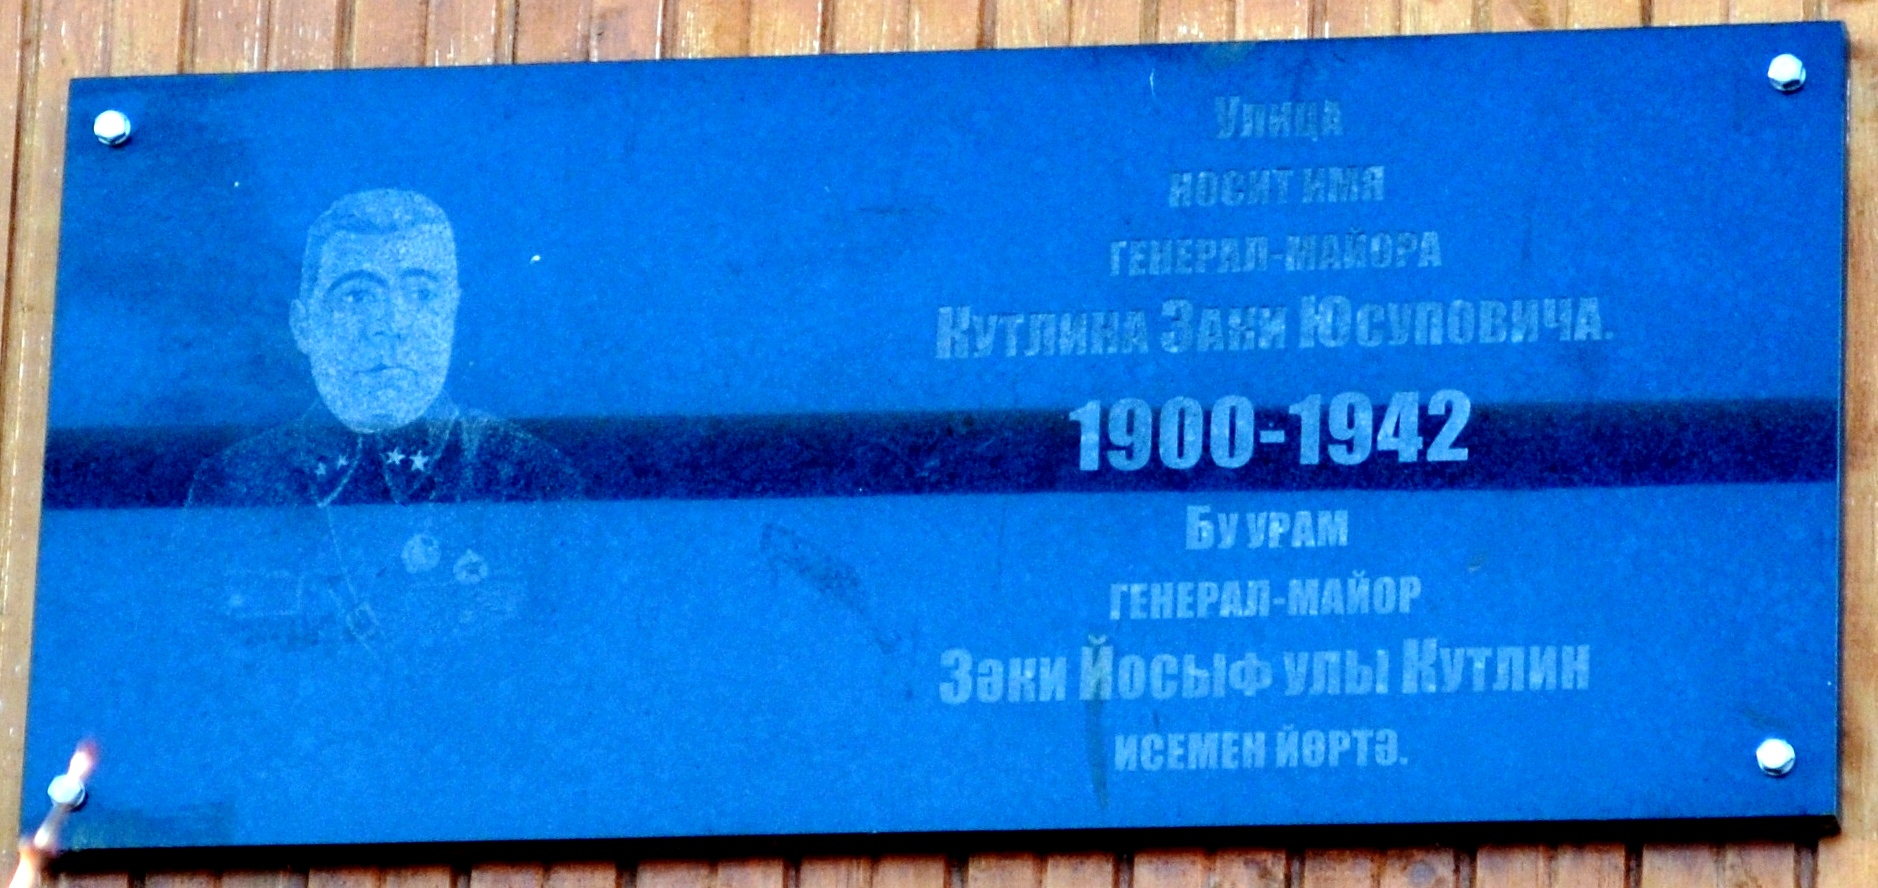 Улица
носит имя
генерал-майора
Кутлина Заки Юсуповича.
1900-1942
Бу урам
генерал-майор
Зәки Йосыф улы Кутлин
исемен йөртә.